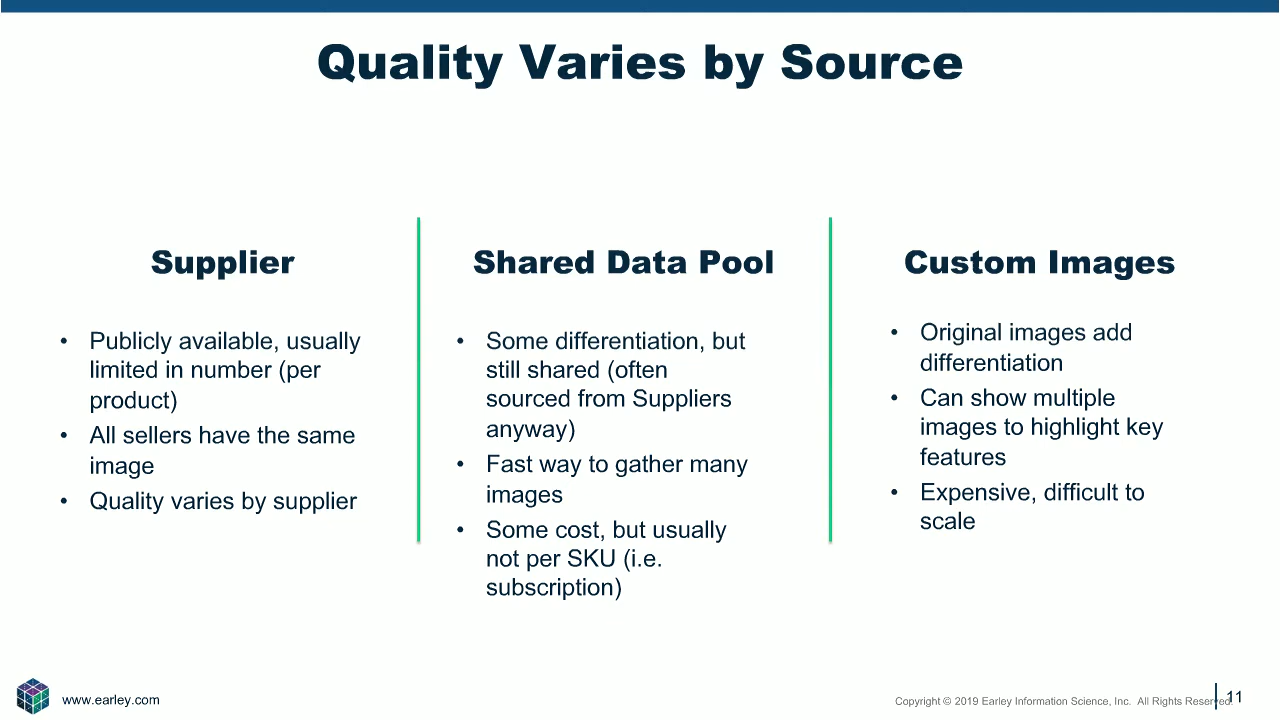 Quality Varies by Source
Supplier
• Publicly available, usually
limited in number (per
product)
• All sellers have the same
image
• Quality varies by supplier
Shared Data Pool
• Some differentiation, but
still shared (often
sourced from Suppliers
anyway)
• Fast way to gather many
images
• Some cost, but usually
not per SKU (i.e.
subscription)
Custom Images
• Original images add
differentiation
• Can show multiple
images to highlight key
features
• Expensive, difficult to
scale
www.earley.com
Copyright © 2019 Earley Information Science, Inc. All Rights Reserved.
11